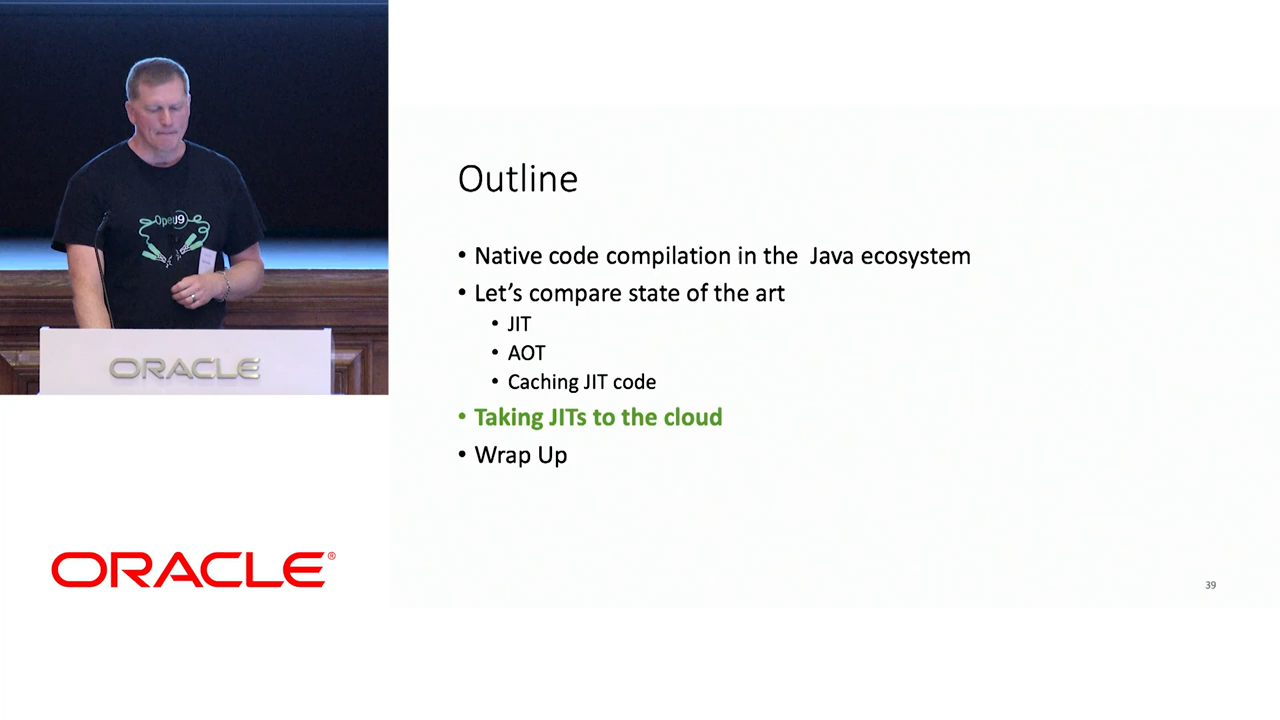 OpenJ9
ORACLE
ORACLE®
Outline
• Native code compilation in the  Java ecosystem
• Let’s compare state of the art
• JIT
• AOT
• Caching JIT code
• Taking JITs to the cloud
• Wrap Up
39